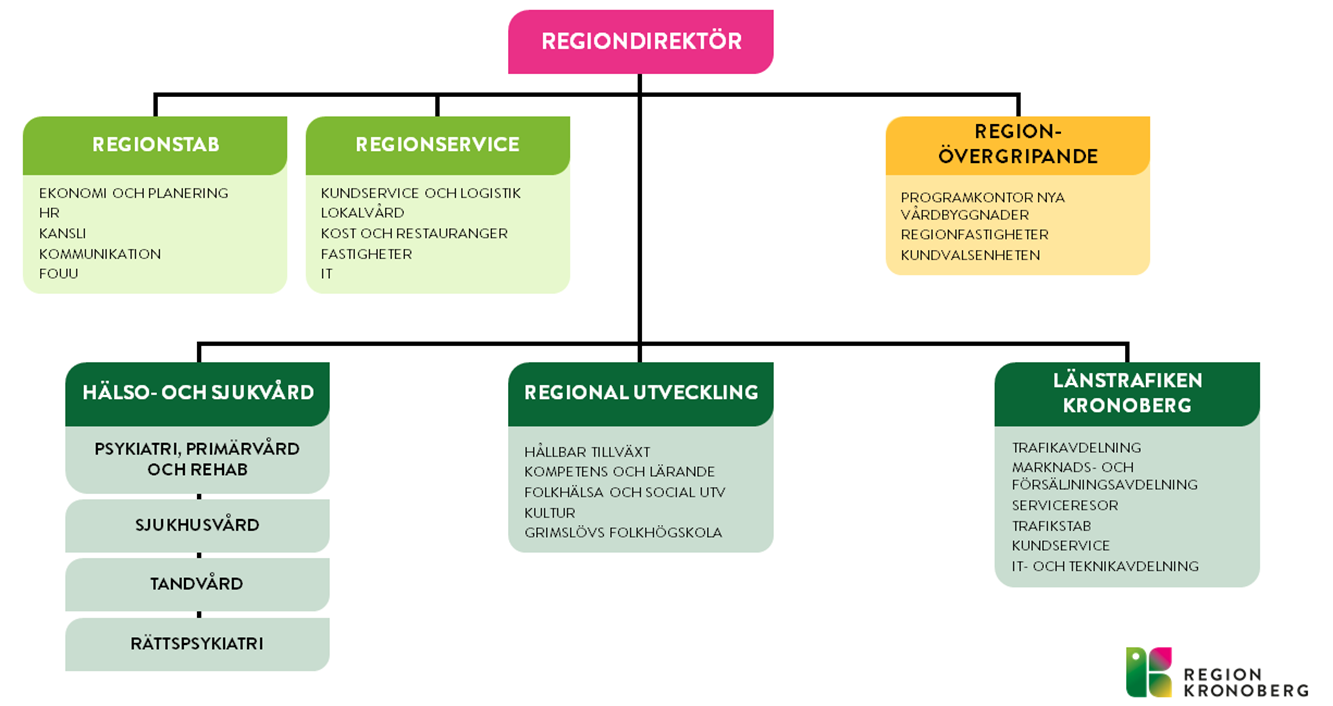 REGIONDIREKTÖR
REGIONSTAB
EKONOMI OCH PLANERING
HR
KANSLI
KOMMUNIKATION
FOUU
REGIONSERVICE
KUNDSERVICE OCH LOGISTIK
LOKALVÅRD
KOST OCH RESTAURANGER
FASTIGHETER
IT
REGION-
ÖVERGRIPANDE
PROGRAMKONTOR NYA
VÅRDBYGGNADER
REGIONFASTIGHETER
KUNDVALSENHETEN
HÄLSO- OCH SJUKVÅRD
PSYKIATRI, PRIMÄRVÅRD
OCH REHAB
SJUKHUSVÅRD
TANDVÅRD
RÄTTSPSYKIATRI
REGIONAL UTVECKLING
HÅLLBAR TILLVÄXT
KOMPETENS OCH LÄRANDE
FOLKHÄLSA OCH SOCIAL UTV
KULTUR
GRIMSLÖVS FOLKHÖGSKOLA
LÄNSTRAFIKEN
KRONOBERG
TRAFIKAVDELNING
MARKNADS- OCH
FÖRSÄLJNINGSAVDELNING
SERVICERESOR
TRAFIKSTAB
KUNDSERVICE
IT- OCH TEKNIKAVDELNING
REGION
KRONOBERG